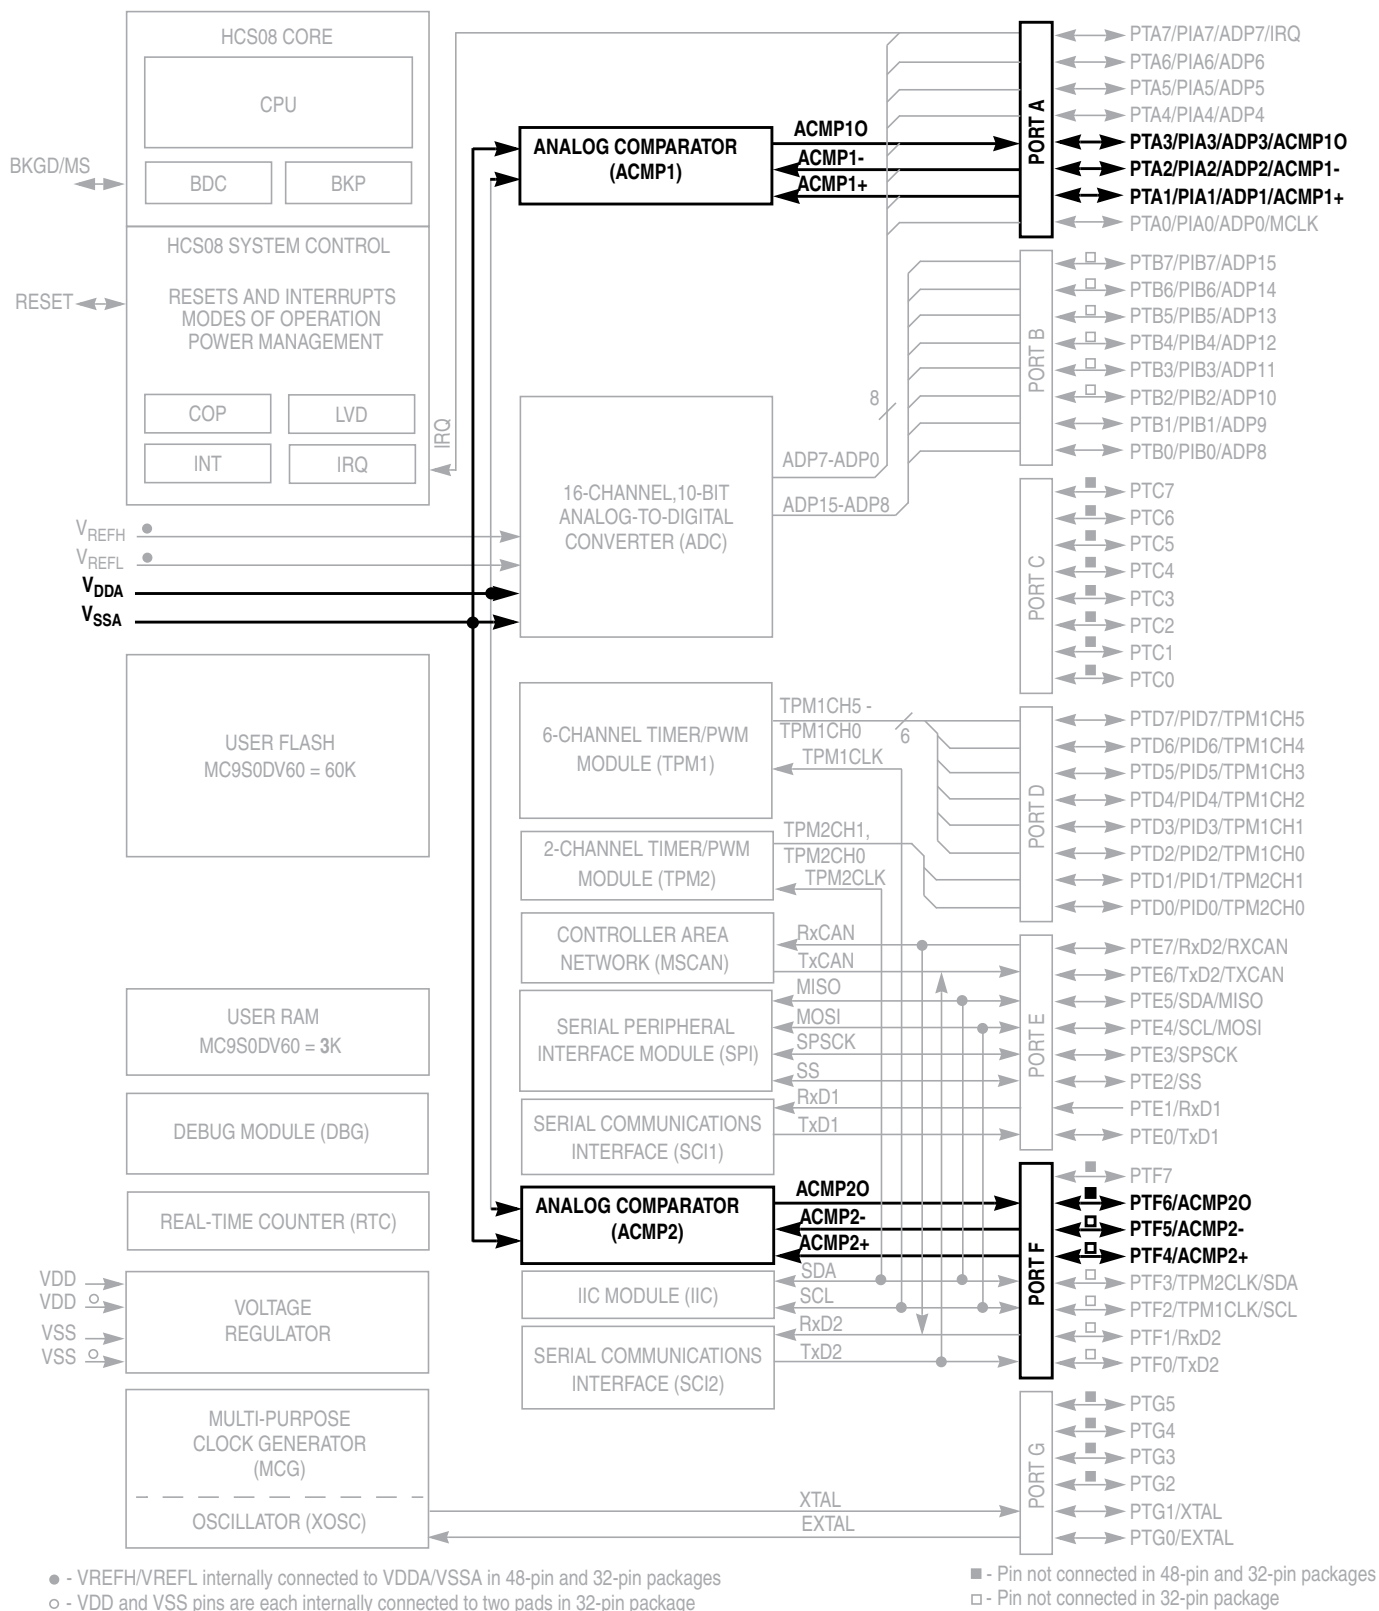 HCS08 CORE
CPU
BKGD/MS
BDC
BKP
HCS08 SYSTEM CONTROL
RESET
RESETS AND INTERRUPTS
MODES OF OPERATION
POWER MANAGEMENT
COP
LVD
INT
IRQ
IRQ
VREFH
VREFL
VDDA
VSSA
USER FLASH
MC9S0DV60 = 60K
USER RAM
MC9S0DV60 = 3K
DEBUG MODULE (DBG)
REAL-TIME COUNTER (RTC)
VDD
VDD
VSS
VSS
VOLTAGE
REGULATOR
MULTI-PURPOSE
CLOCK GENERATOR
(MCG)
OSCILLATOR (XOSC)
ANALOG COMPARATOR
(ACMP1)
ACMP1O
ACMP1-
ACMP1+
16-CHANNEL,10-BIT
ANALOG-TO-DIGITAL
CONVERTER (ADC)
8
ADP7-ADP0
ADP15-ADP8
6-CHANNEL TIMER/PWM
MODULE (TPM1)
TPM1CH5 -
TPM1CH0
6
TPM1CLK
2-CHANNEL TIMER/PWM
MODULE (TPM2)
TPM2CH1,
TPM2CH0
TPM2CLK
CONTROLLER AREA
NETWORK (MSCAN)
RxCAN
TxCAN
SERIAL PERIPHERAL
INTERFACE MODULE (SPI)
MISO
MOSI
SPSCK
SS
SERIAL COMMUNICATIONS
INTERFACE (SCI1)
RxD1
TxD1
ANALOG COMPARATOR
(ACMP2)
ACMP2O
ACMP2-
ACMP2+
IIC MODULE (IIC)
SDA
SCL
SERIAL COMMUNICATIONS
INTERFACE (SCI2)
RxD2
TxD2
XTAL
EXTAL
PORT A
PTA7/PIA7/ADP7/IRQ
PTA6/PIA6/ADP6
PTA5/PIA5/ADP5
PTA4/PIA4/ADP4
PTA3/PIA3/ADP3/ACMP1O
PTA2/PIA2/ADP2/ACMP1-
PTA1/PIA1/ADP1/ACMP1+
PTA0/PIA0/ADP0/MCLK
PORT B
PTB7/PIB7/ADP15
PTB6/PIB6/ADP14
PTB5/PIB5/ADP13
PTB4/PIB4/ADP12
PTB3/PIB3/ADP11
PTB2/PIB2/ADP10
PTB1/PIB1/ADP9
PTB0/PIB0/ADP8
PORT C
PTC7
PTC6
PTC5
PTC4
PTC3
PTC2
PTC1
PTC0
PORT D
PTD7/PID7/TPM1CH5
PTD6/PID6/TPM1CH4
PTD5/PID5/TPM1CH3
PTD4/PID4/TPM1CH2
PTD3/PID3/TPM1CH1
PTD2/PID2/TPM1CH0
PTD1/PID1/TPM2CH1
PTD0/PID0/TPM2CH0
PORT E
PTE7/RxD2/RXCAN
PTE6/TxD2/TXCAN
PTE5/SDA/MISO
PTE4/SCL/MOSI
PTE3/SPSCK
PTE2/SS
PTE1/RxD1
PTE0/TxD1
PORT F
PTF7
PTF6/ACMP2O
PTF5/ACMP2-
PTF4/ACMP2+
PTF3/TPM2CLK/SDA
PTF2/TPM1CLK/SCL
PTF1/RxD2
PTF0/TxD2
PORT G
PTG5
PTG4
PTG3
PTG2
PTG1/XTAL
PTG0/EXTAL
● - VREFH/VREFL internally connected to VDDA/VSSA in 48-pin and 32-pin packages
○ - VDD and VSS pins are each internally connected to two pads in 32-pin package
■ - Pin not connected in 48-pin and 32-pin packages
□ - Pin not connected in 32-pin package